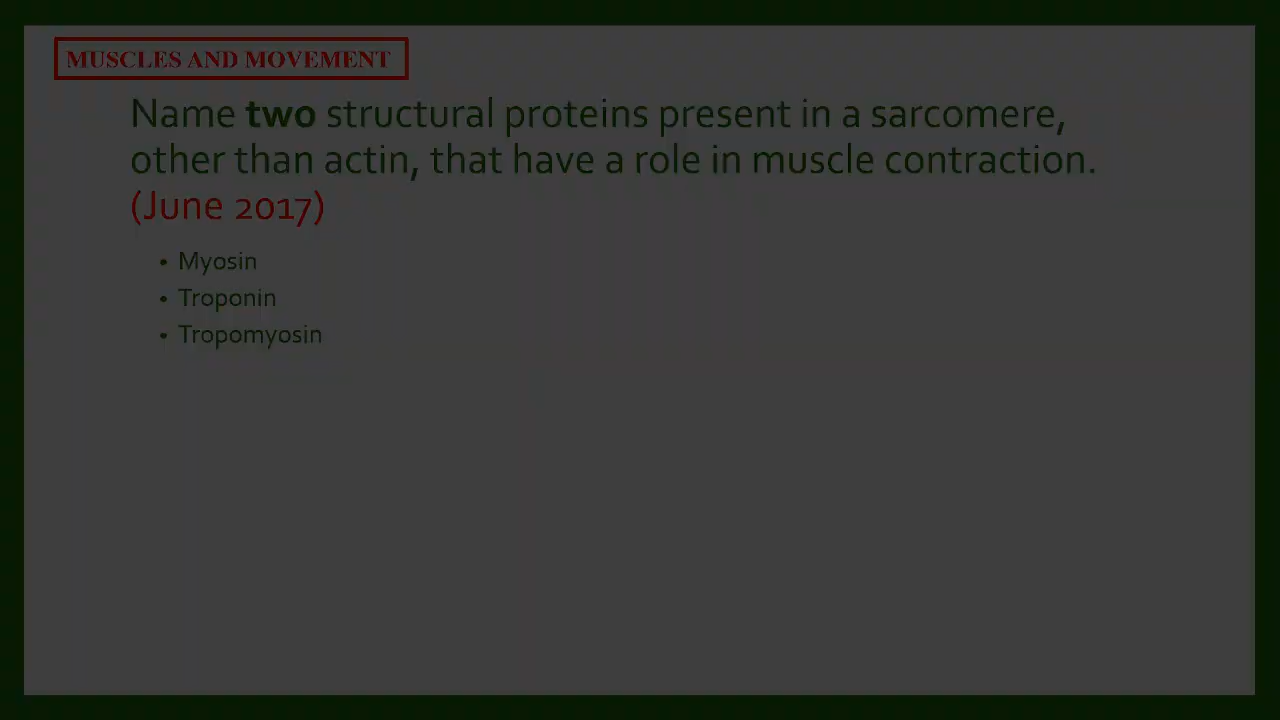 MUSCLES AND MOVEMENT
Name two structural proteins present in a sarcomere,
other than actin, that have a role in muscle contraction.
(June 2017)
• Myosin
• Troponin
• Tropomyosin